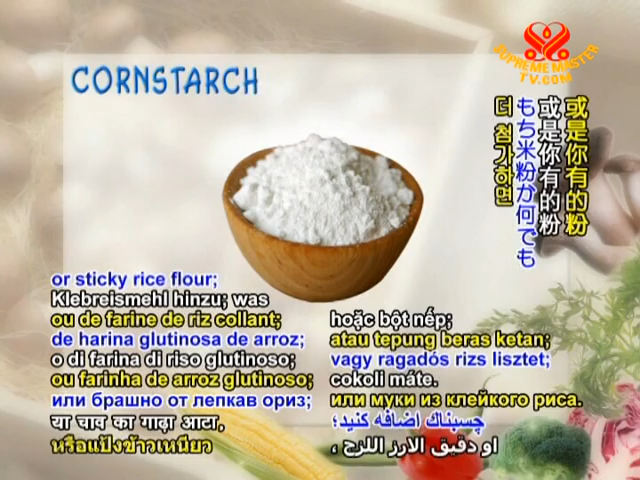 CORNSTARCH
SUPREME MASTER
TV.COM
或是你有的粉
或是你有的粉
もち米粉か何でも
더 첨가하면
or sticky rice flour;
Klebreismehl hinzu; was
ou de farine de riz collant;
de harina glutinosa de arroz;
o di farina di riso glutinoso;
ou farinha de arroz glutinoso;
или брашно от лепкав ориз;
या चाव का गाढ़ा आटा,
หรือแป้งข้าวเหนียว
hoặc bột nếp;
atau tepung beras ketan;
vagy ragadós rizs lisztet;
cokoli máte.
или муки из клейкого риса.
چسبناك اضافه کنید؛
او دقيق الارز اللزج ،